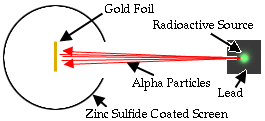 Gold Foil
Radioactive Source
Alpha Particles
Lead
Zinc Sulfide Coated Screen